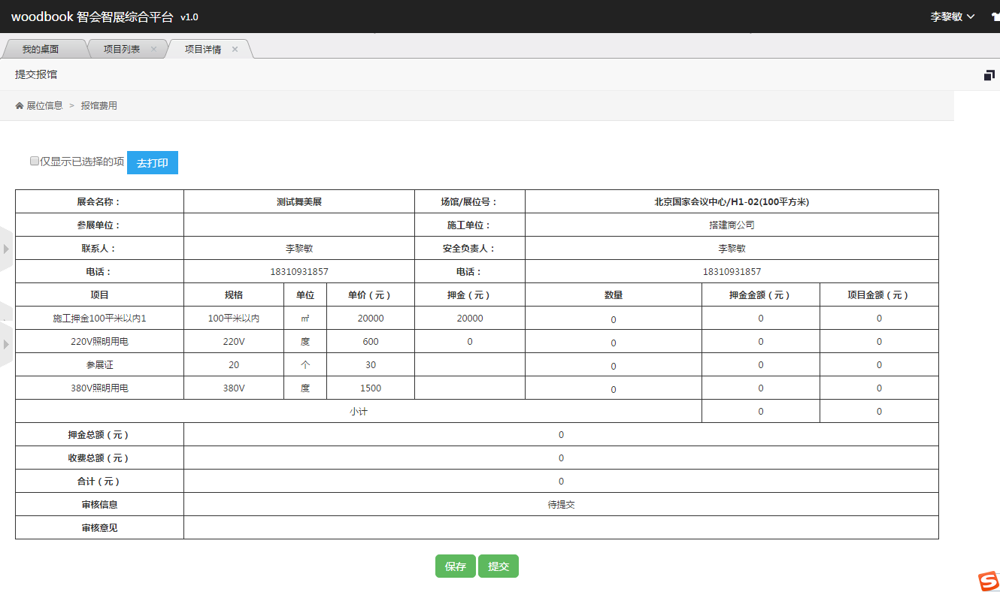 woodbook 智会智展综合平台 v1.0 李黎敏
我的桌面 项目列表 项目详情
提交报馆
展位信息 > 报馆费用
仅显示已选择的项 去打印
展会名称： 测试舞美展 场馆/展位号： 北京国家会议中心/H1-02(100平方米)
参展单位： 施工单位： 搭建商公司
联系人： 李黎敏 安全负责人： 李黎敏
电话： 18310931857 电话： 18310931857
项目 规格 单位 单价（元） 押金（元） 数量 押金金额（元） 项目金额（元）
施工押金100平米以内1 100平米以内 ㎡ 20000 20000 0 0 0
220V照明用电 220V 度 600 0 0 0 0
参展证 20 个 30 0 0 0
380V照明用电 380V 度 1500 0 0 0
小计 0 0
押金总额（元） 0
收费总额（元） 0
合计（元） 0
审核信息 待提交
审核意见
保存 提交
S